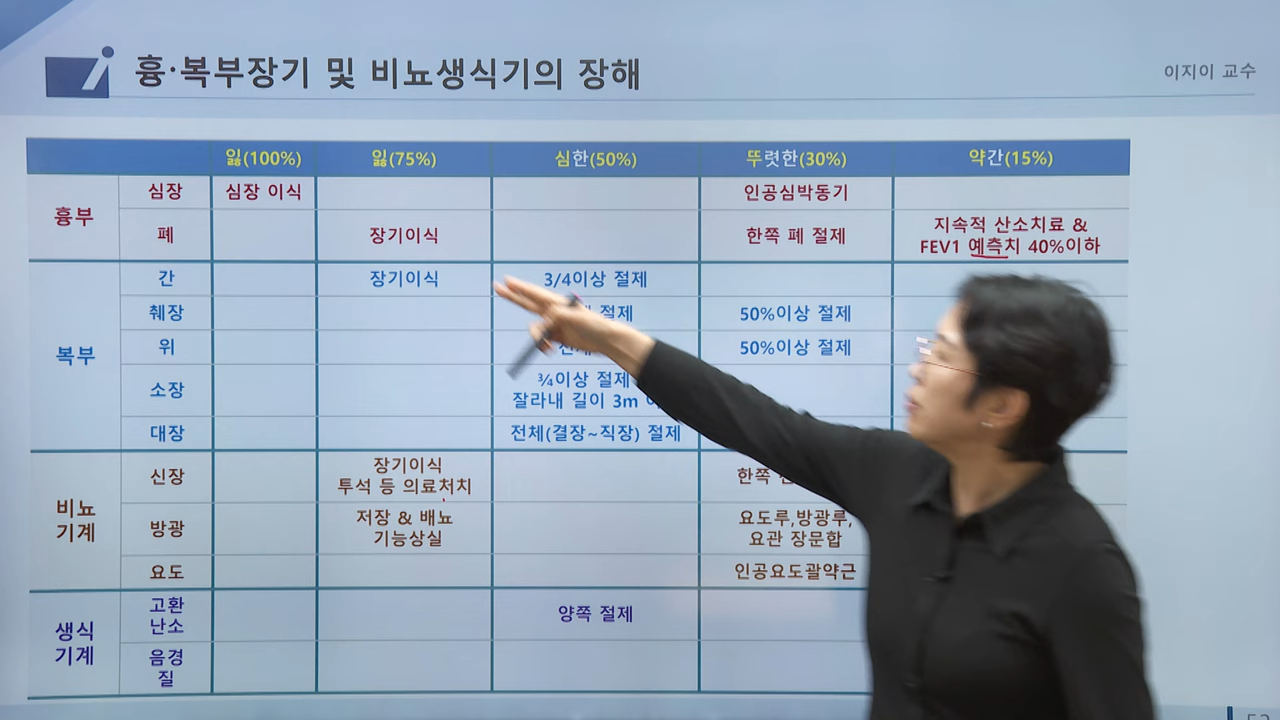 흉·복부장기 및 비뇨생식기의 장해
이지이 교수
잃(100%) 잃(75%) 심한(50%) 뚜렷한(30%) 약간(15%)
흉부
심장 심장 이식 인공심박동기
폐 장기이식 한쪽 폐 절제 지속적 산소치료 &
FEV1 예측치 40%이하
복부
간 장기이식 3/4이상 절제
췌장 절제 50%이상 절제
위 50%이상 절제
소장 ¾이상 절제
잘라내 길이 3m
대장 전체(결장~직장) 절제
비뇨
기계
신장 장기이식
투석 등 의료처치
한쪽
방광 저장 & 배뇨
기능상실
요도루,방광루,
요관 장문합
요도 인공요도괄약근
생식
기계
고환
난소
양쪽 절제
음경
질